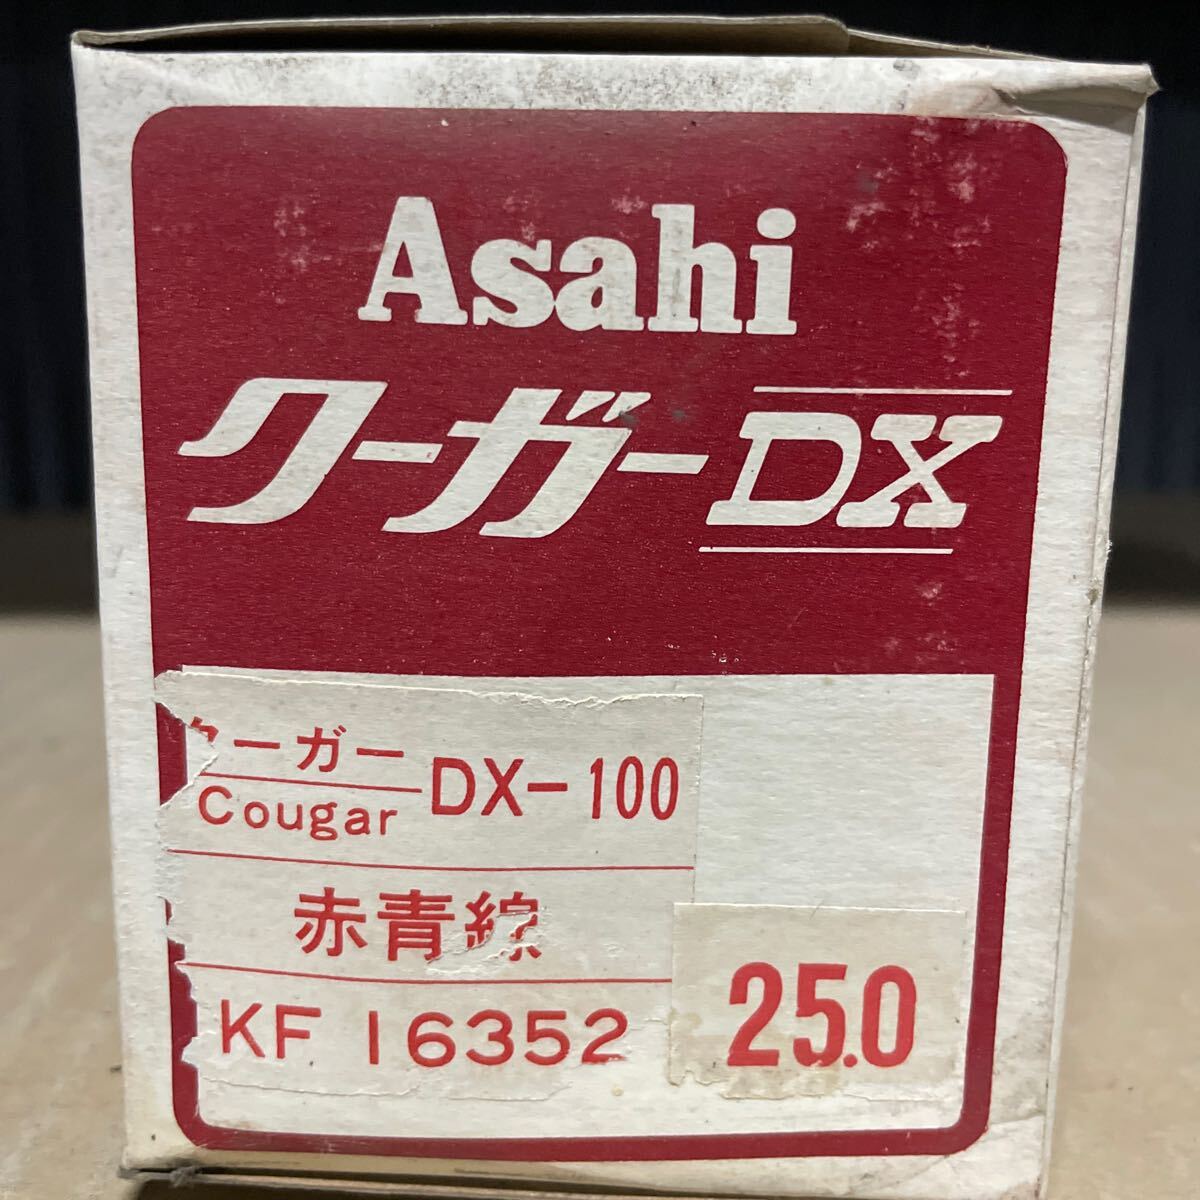 Asahi
クーガーDX
クーガー DX-100
Cougar
赤青線
KF 16352
25.0